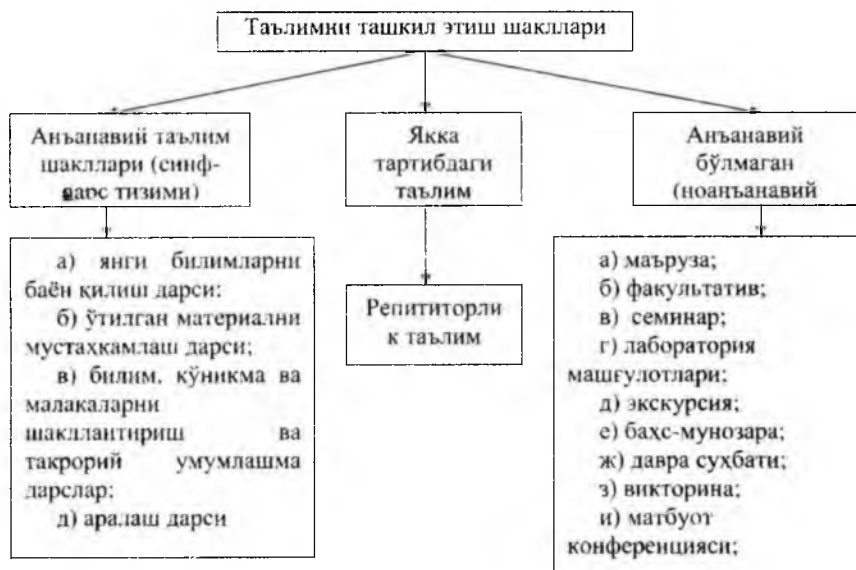 Таълимни ташкил этиш шакллари
Анъанавий таълим
шакллари (синф-
дарс тизими)
Якка
тартибдаги
таълим
Анъанавий
бўлмаган
(ноанъанавий
а) янги билимларни
баён қилиш дарси;
б) ўтилган материални
мустаҳкамлаш дарси;
в) билим, кўникма ва
малакаларни
шакллантириш ва
такрорий умумлашма
дарслар;
д) аралаш дарси
Репититорли
к таълим
а) маъруза;
б) факультатив;
в) семинар;
г) лаборатория
машғулотлари;
д) экскурсия;
е) баҳс-мунозара;
ж) давра суҳбати;
з) викторина;
и) матбуот
конференцияси;